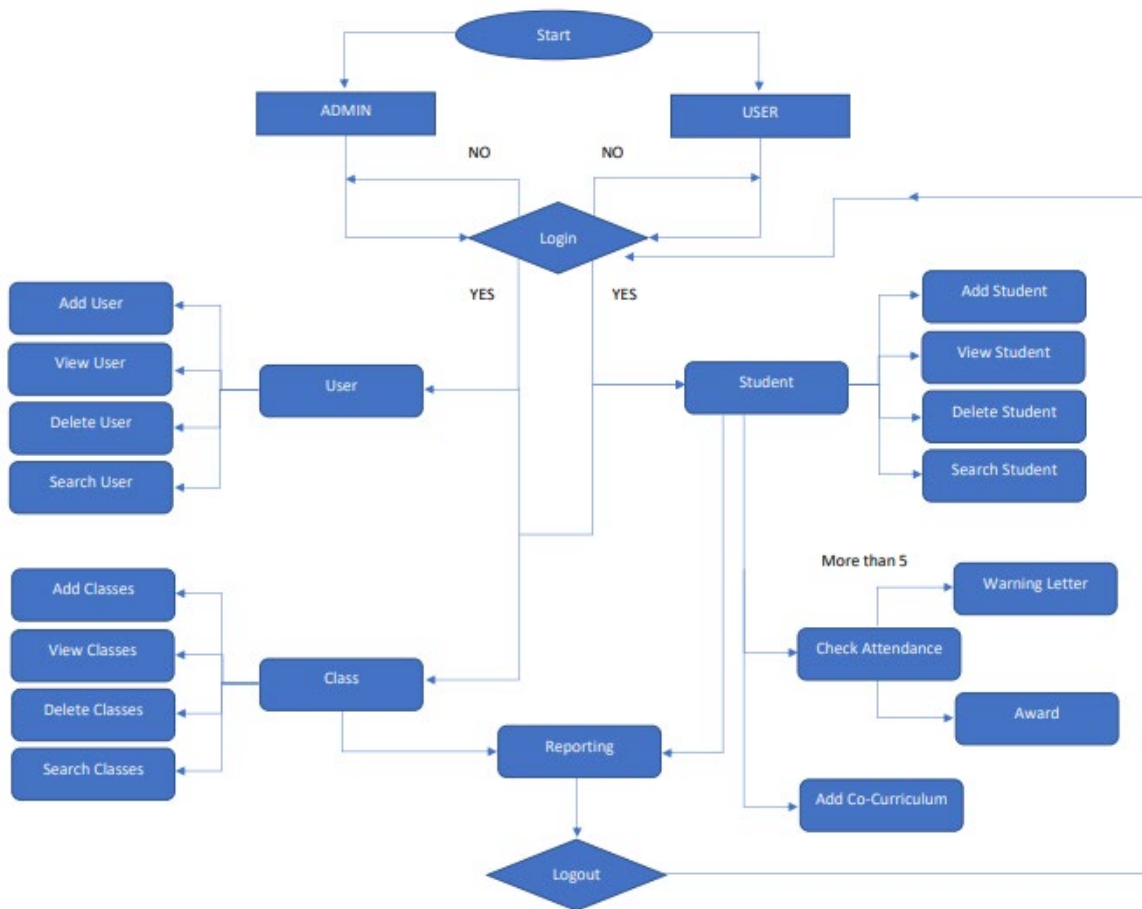 Start
ADMIN
USER
NO
NO
Login
YES
YES
Add User
View User
Delete User
Search User
User
Student
Add Student
View Student
Delete Student
Search Student
More than 5
Warning Letter
Check Attendance
Award
Add Co-Curriculum
Add Classes
View Classes
Delete Classes
Search Classes
Class
Reporting
Logout